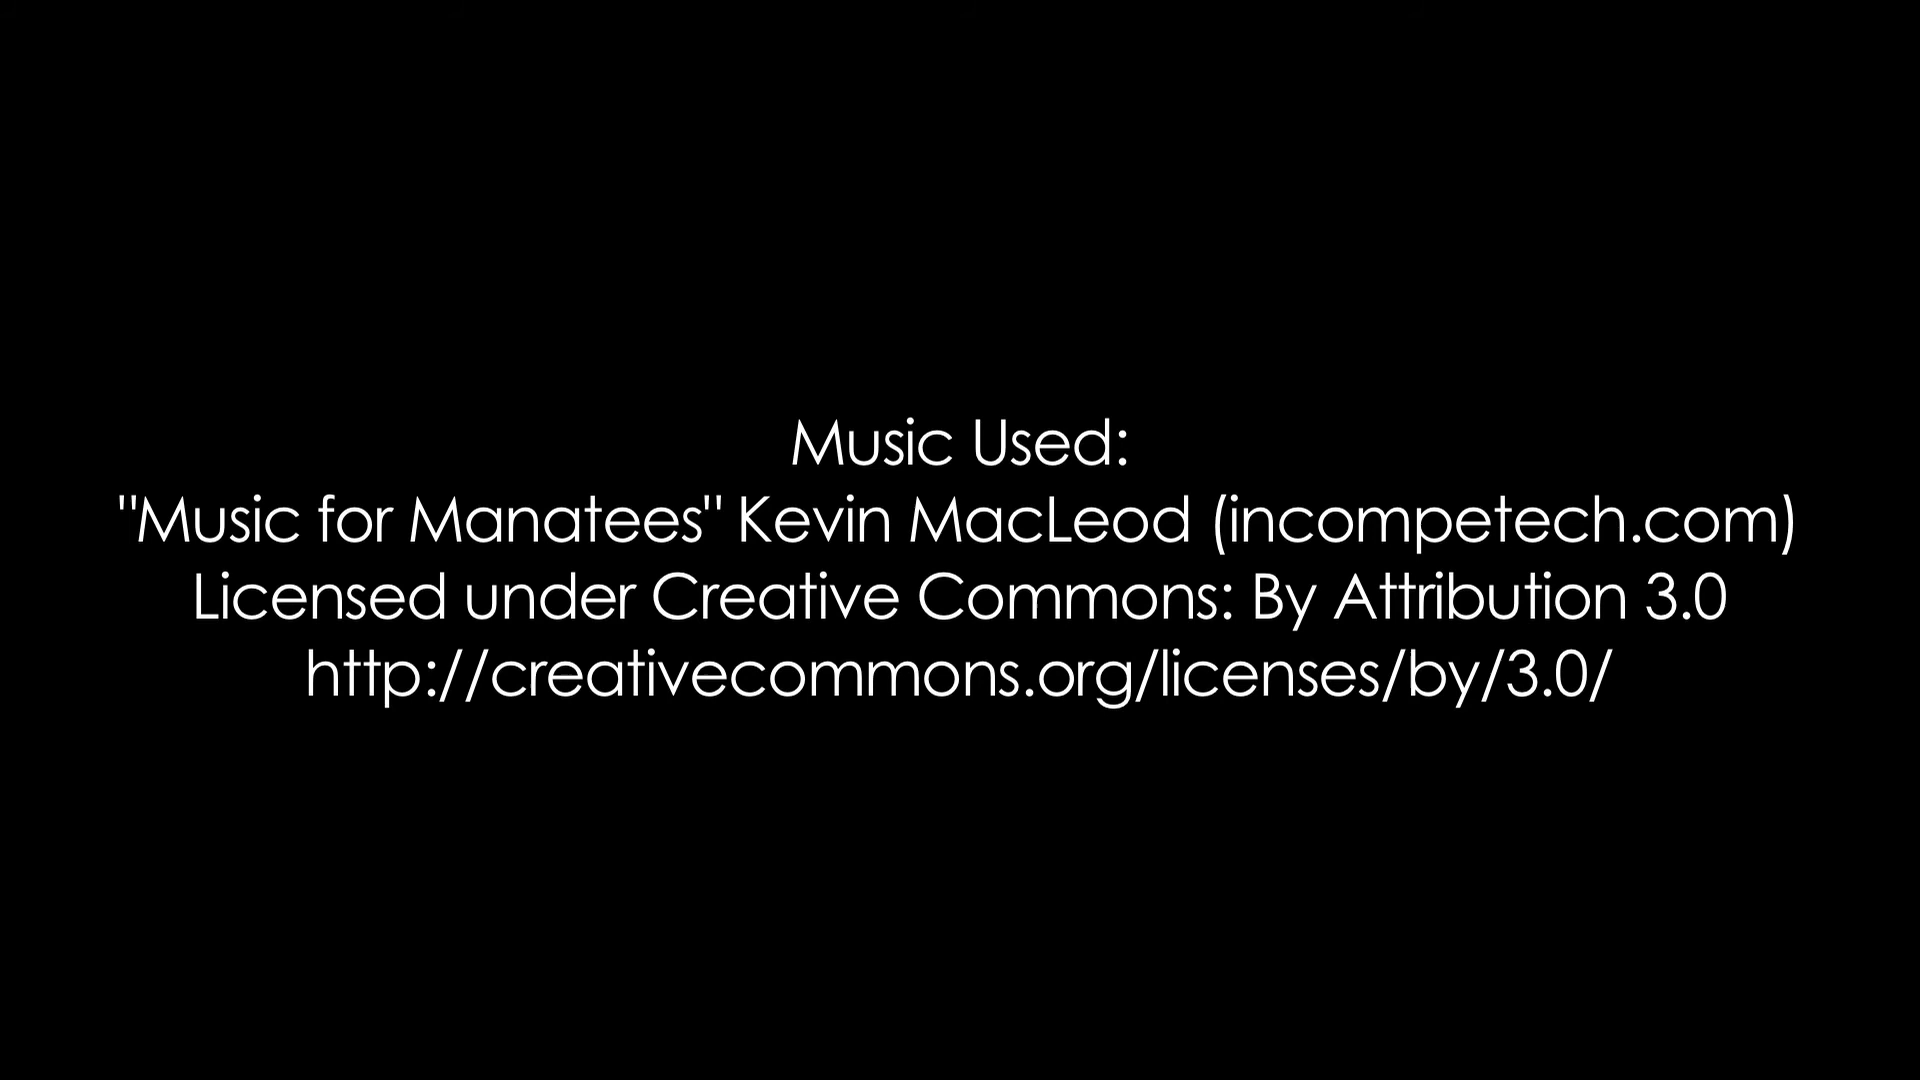 Music Used:
"Music for Manatees" Kevin MacLeod (incompetech.com)
Licensed under Creative Commons: By Attribution 3.0
http://creativecommons.org/licenses/by/3.0/